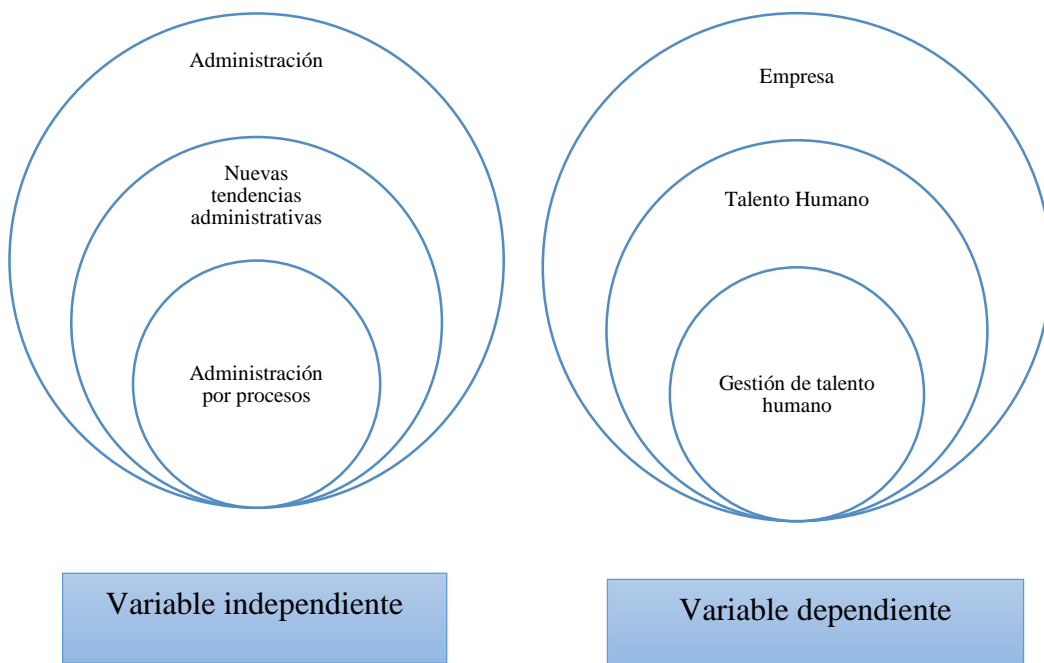 Administración
Nuevas
tendencias
administrativas
Administración
por procesos
Variable independiente
Empresa
Talento Humano
Gestión de talento
humano
Variable dependiente